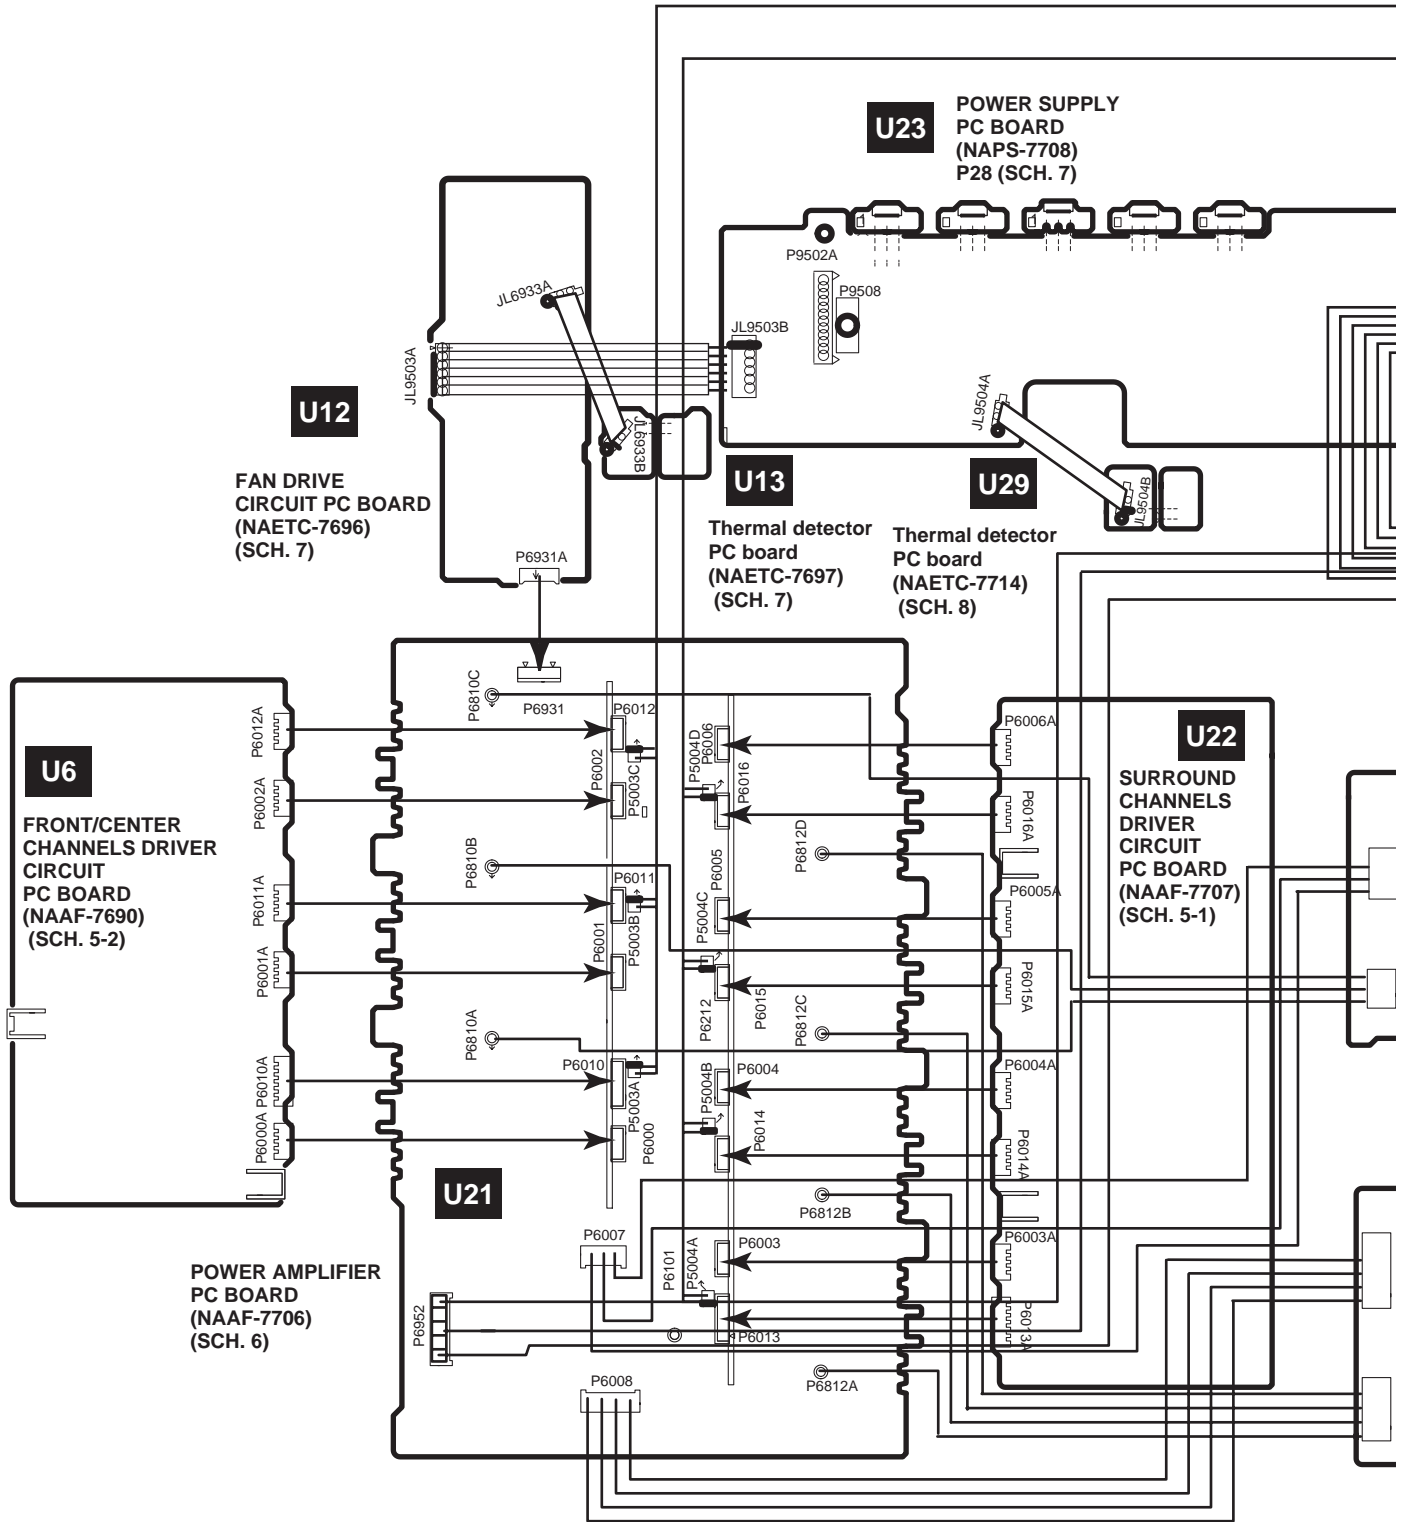 U23
POWER SUPPLY
PC BOARD
(NAPS-7708)
P28 (SCH. 7)
P9502A
P9508
JL6933A
JL9503B
JL9503A
JL9504A
U12
JL6933B
FAN DRIVE
CIRCUIT PC BOARD
(NAETC-7696)
(SCH. 7)
U13
Thermal detector
PC board
(NAETC-7697)
(SCH. 7)
U29
JL9504B
Thermal detector
PC board
(NAETC-7714)
(SCH. 8)
P6931A
P6810C
P6931
P6012
P6012A
P5004D
P6006
P6006A
U22
SURROUND
CHANNELS
DRIVER
CIRCUIT
PC BOARD
(NAAF-7707)
(SCH. 5-1)
U6
FRONT/CENTER
CHANNELS DRIVER
CIRCUIT
PC BOARD
(NAAF-7690)
(SCH. 5-2)
P6002A
P6002
P5003C
P6016
P6016A
P6810B
P6812D
P6005
P6005A
P6011A
P6011
P5004C
P6001A
P6001
P5003B
P6015
P6015A
P6212
P6812C
P6810A
P6010A
P6010
P5003A
P5004B
P6004
P6004A
P6000A
P6000
P6014
P6014A
U21
P6812B
P6007
P6101
P5004A
P6003
P6003A
POWER AMPLIFIER
PC BOARD
(NAAF-7706)
(SCH. 6)
P6952
P6013
P6013A
P6008
P6812A